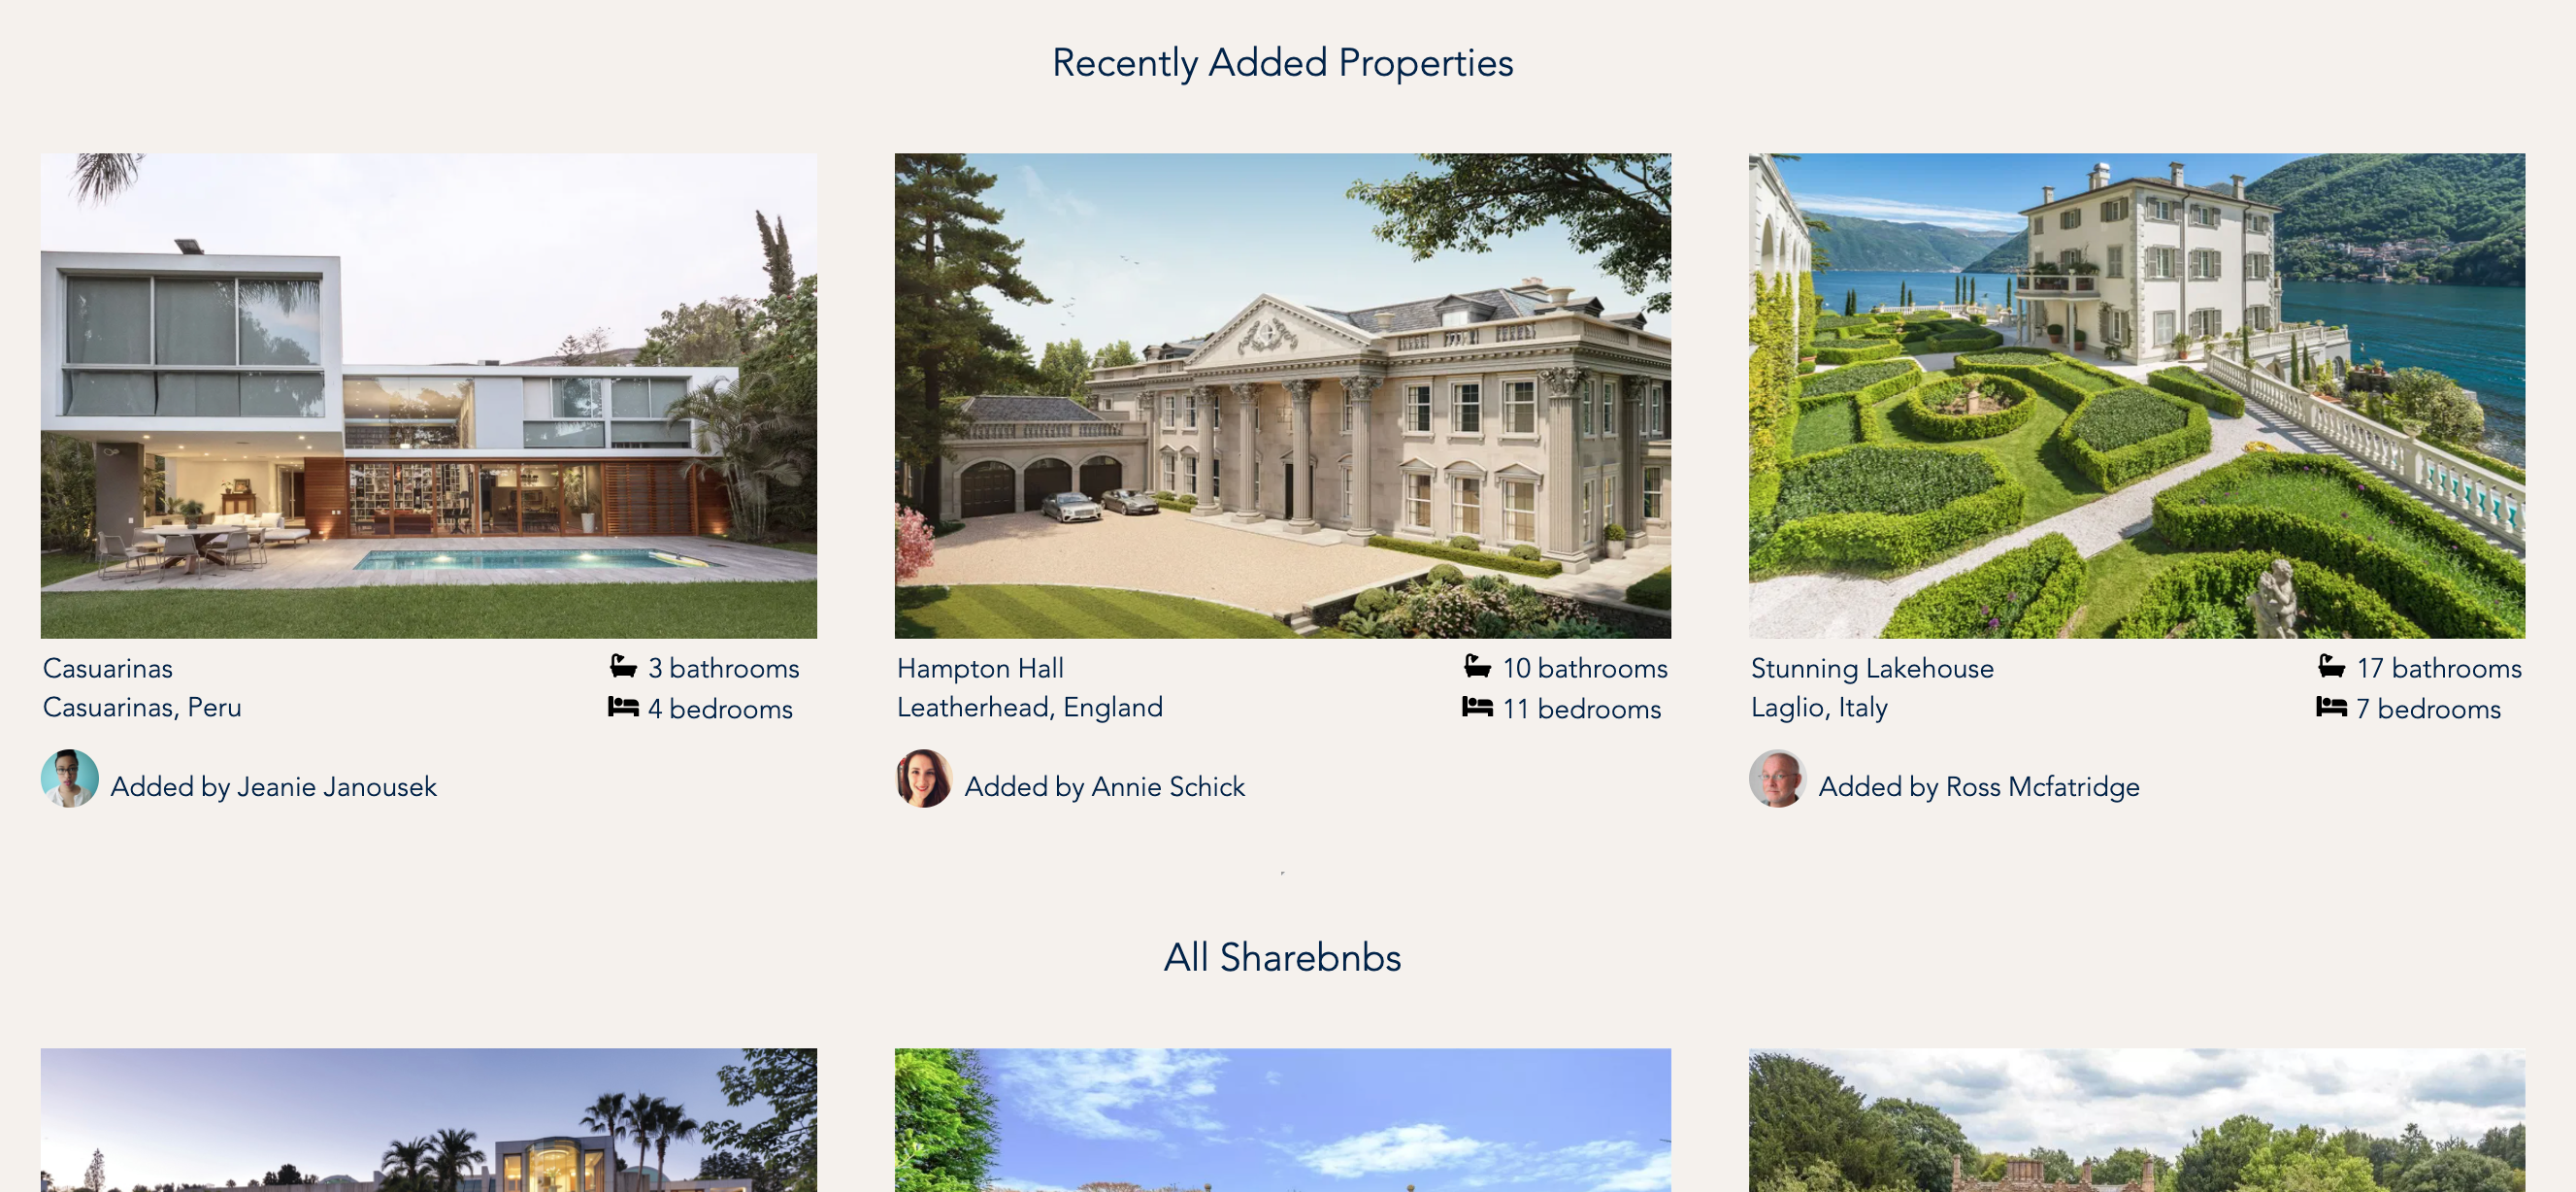 Recently Added Properties
Casuarinas
Casuarinas, Peru
3 bathrooms
4 bedrooms
Added by Jeanie Janousek
Hampton Hall
Leatherhead, England
10 bathrooms
11 bedrooms
Added by Annie Schick
Stunning Lakehouse
Laglio, Italy
17 bathrooms
7 bedrooms
Added by Ross Mcfatridge
All Sharebnbs